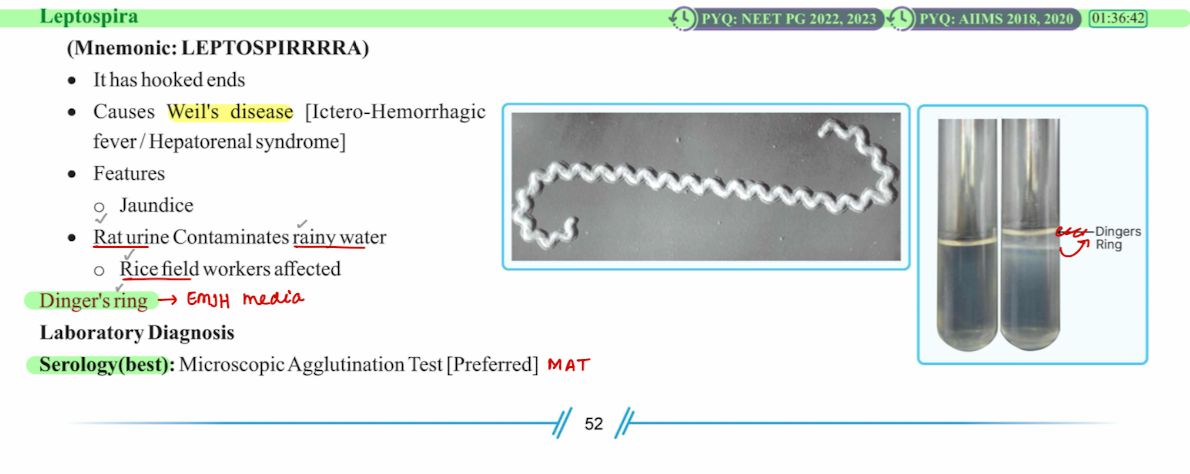 Leptospira
PYQ: NEET PG 2022, 2023 PYQ: AIIMS 2018, 2020 01:36:42
(Mnemonic: LEPTOSPIRRRRA)
• It has hooked ends
• Causes Weil's disease [Ictero-Hemorrhagic
fever / Hepatorenal syndrome]
• Features
o Jaundice
• Rat urine Contaminates rainy water
o Rice field workers affected
Dinger's ring → EMJH media
Laboratory Diagnosis
Serology(best): Microscopic Agglutination Test [Preferred] MAT
Dingers
Ring
52